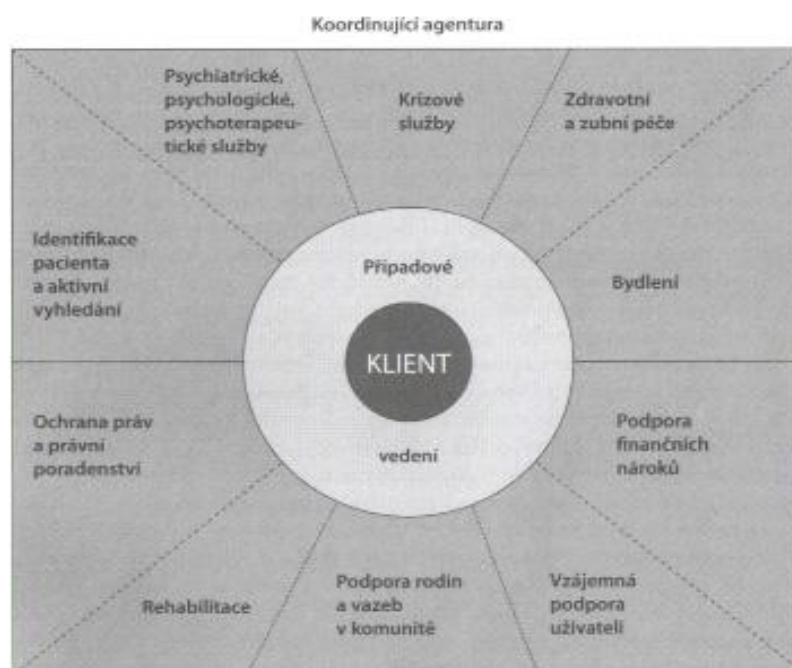 Koordinující agentura
Psychiatrické,
psychologické,
psychoterapeu-
tické služby
Krizové
služby
Zdravotní
a zubní péče
Identifikace
pacienta
a aktivní
vyhledání
Případové
Bydlení
KLIENT
Ochrana práv
a právní
poradenství
vedení
Podpora
finančních
nároků
Rehabilitace
Podpora rodin
a vazeb
v komunitě
Vzájemná
podpora
uživatelů